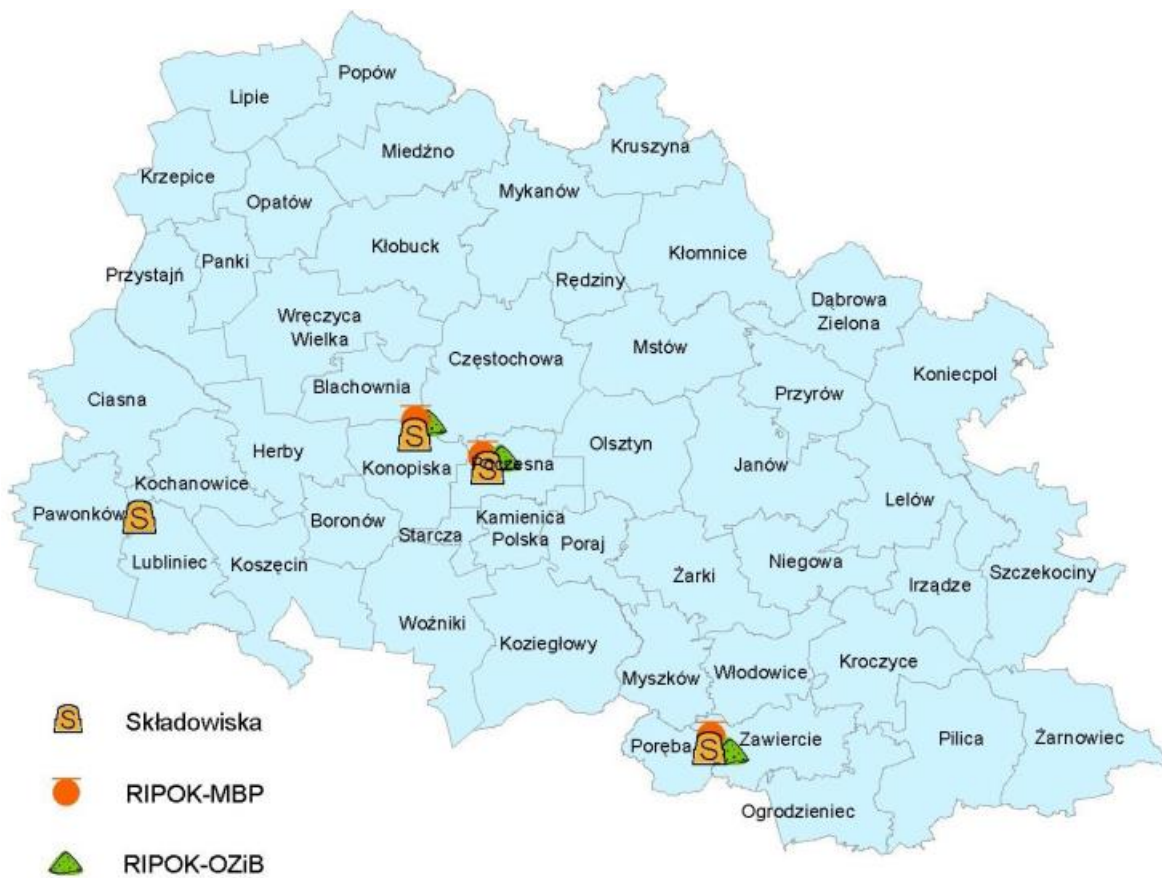 Popów
Lipie
Kruszyna
Miedźno
Krzepice
Mykanów
Opatów
Kłobuck
Kłomnice
Panki
Przystajń
Rędziny
Dąbrowa
Zielona
Wręczyca
Wielka
Mstów
Częstochowa
Koniecpol
Blachownia
Przyrów
Ciasna
Olsztyn
Herby
S
Poczesna
S
Konopiska
Janów
Kochanowice
Lelów
Pawonków
S
Boronów
Kamienica
Polska
Starcza
Poraj
Lubliniec
Koszęcin
Niegowa
Żarki
Irządze
Szczekociny
Woźniki
Koziegłowy
Kroczyce
Myszków
Włodowice
S
Składowiska
Poręba
S
Zawiercie
Pilica
Żarnowiec
RIPOK-MBP
Ogrodzieniec
RIPOK-OZiB